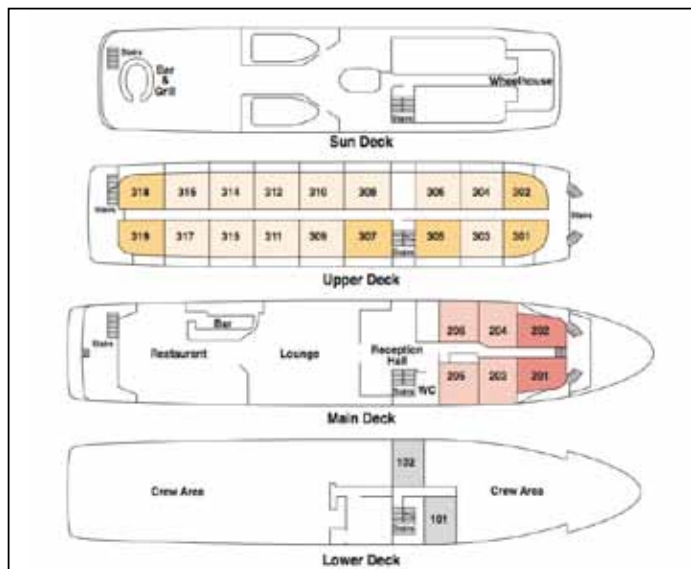 Stairs
Bar
&
Grill
Wheelhouse
Stairs
Sun Deck
318 316 314 312 310 308 306 304 302
Stairs
Stairs
319 317 315 311 309 307 305 303 301
Stairs
Upper Deck
Bar
206 204 202
Stairs
Restaurant
Lounge
Reception
Hall
205 203 201
Stairs
WC
Main Deck
102
Crew Area
Crew Area
101
Stairs
Lower Deck